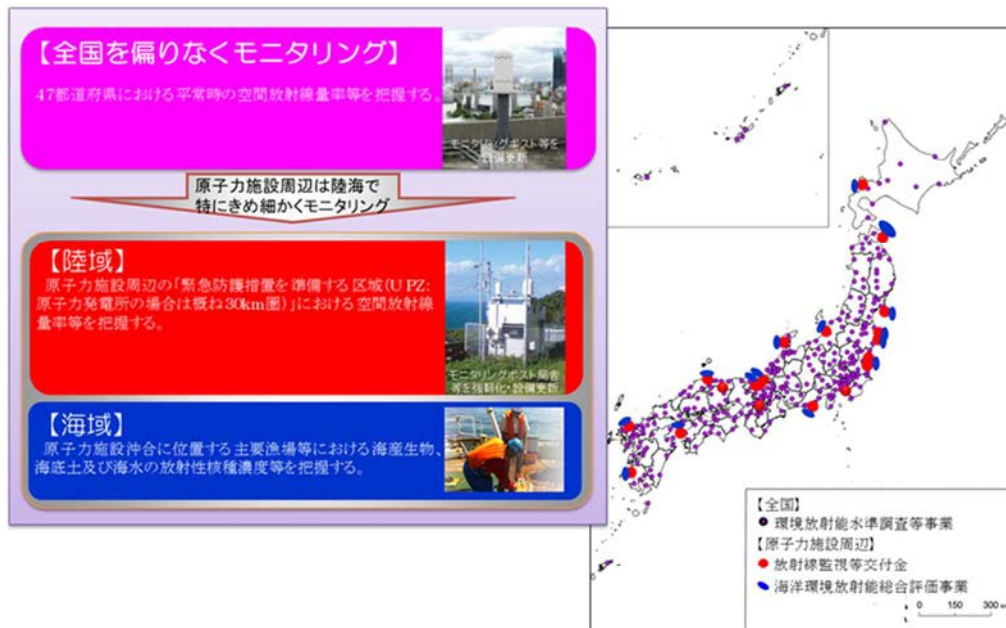 【全国を偏りなくモニタリング】
47都道府県における平常時の空間放射線量率等を把握する。
モニタリングポスト等を
設備更新
原子力施設周辺は陸海で
特にきめ細かくモニタリング
【陸域】
原子力施設周辺の「緊急防護措置を準備する区域(UPZ:
原子力発電所の場合は概ね30km圏)」における空間放射線
量率等を把握する。
モニタリングポスト局舎
等を強靭化・設備更新
【海域】
原子力施設沖合に位置する主要漁場等における海産生物、
海底土及び海水の放射性核種濃度等を把握する。
【全国】
環境放射能水準調査等事業
【原子力施設周辺】
放射線監視等交付金
海洋環境放射能総合評価事業
0 150 300